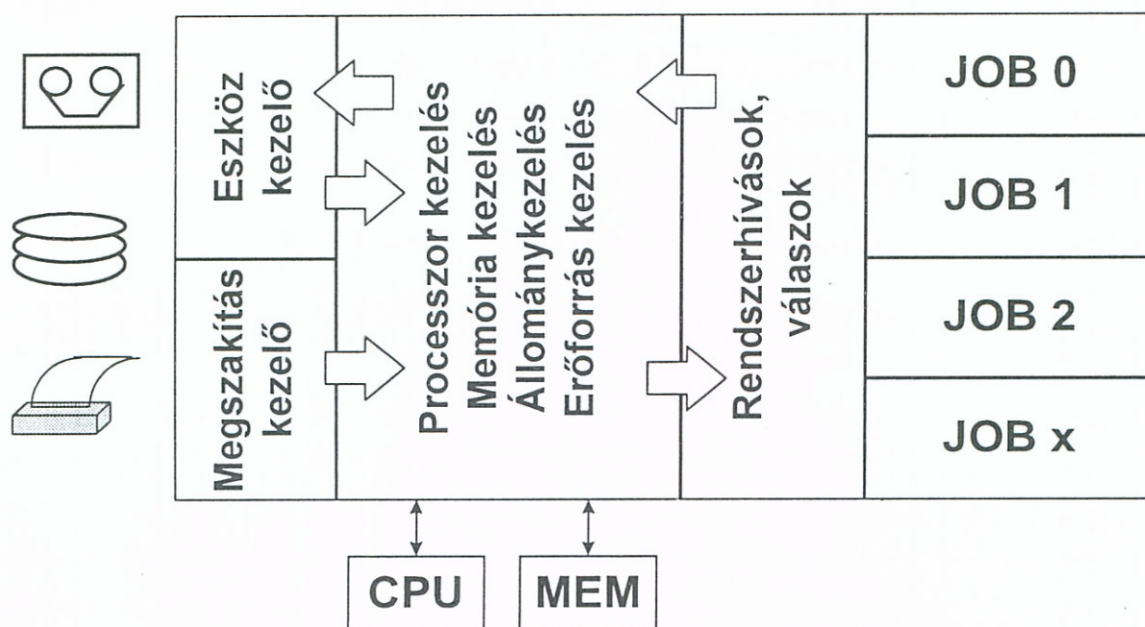 Eszköz
kezelő
Megszakítás
kezelő
Processzor kezelés
Memória kezelés
Állománykezelés
Erőforrás kezelés
Rendszerhívások,
válaszok
JOB 0
JOB 1
JOB 2
JOB x
CPU
MEM